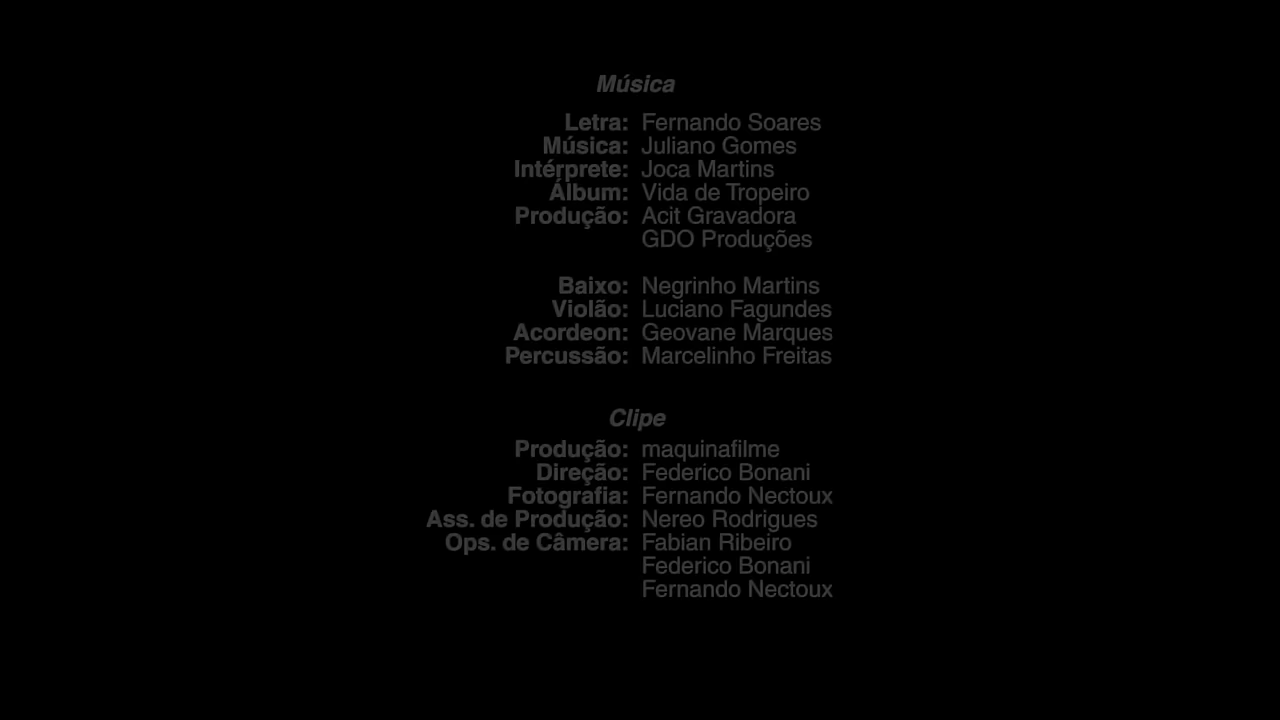 Música
Letra: Fernando Soares
Música: Juliano Gomes
Intérprete: Joca Martins
Álbum: Vida de Tropeiro
Produção: Acit Gravadora
GDO Produções
Baixo: Negrinho Martins
Violão: Luciano Fagundes
Acordeon: Geovane Marques
Percussão: Marcelinho Freitas
Clipe
Produção: maquinafilme
Direção: Federico Bonani
Fotografia: Fernando Nectoux
Ass. de Produção: Nereo Rodrigues
Ops. de Câmera: Fabian Ribeiro
Federico Bonani
Fernando Nectoux